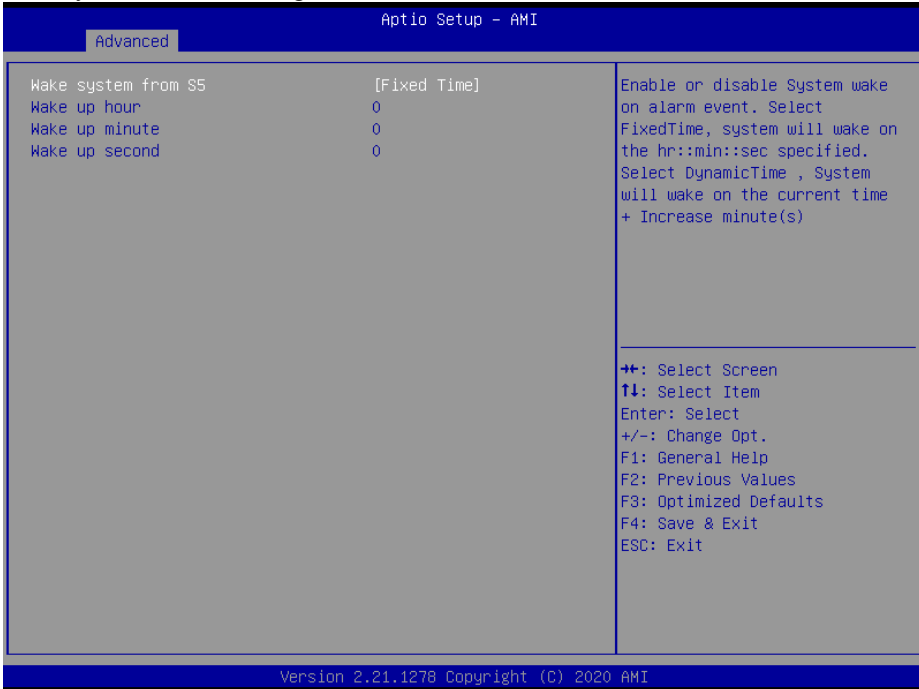 Aptio Setup – AMI
Advanced
Wake system from S5 [Fixed Time]
Wake up hour 0
Wake up minute 0
Wake up second 0
Enable or disable System wake
on alarm event. Select
FixedTime, system will wake on
the hr::min::sec specified.
Select DynamicTime , System
will wake on the current time
+ Increase minute(s)
→←: Select Screen
↑↓: Select Item
Enter: Select
+/-: Change Opt.
F1: General Help
F2: Previous Values
F3: Optimized Defaults
F4: Save & Exit
ESC: Exit
Version 2.21.1278 Copyright (C) 2020 AMI